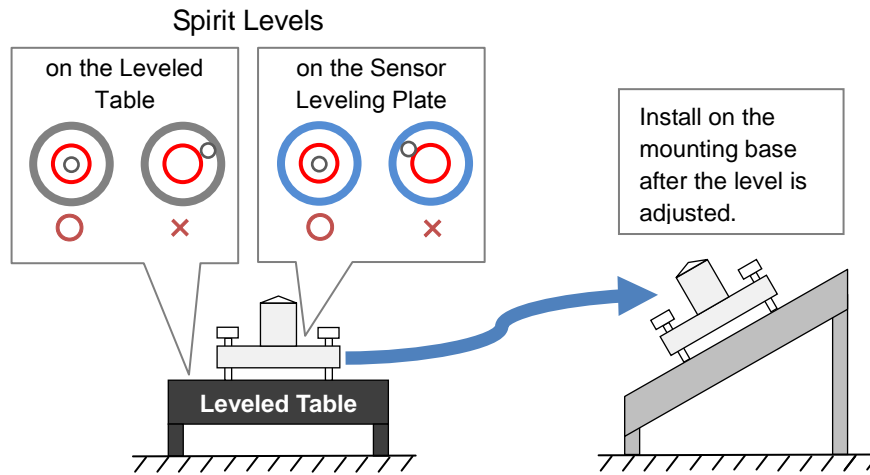 Spirit Levels
on the Leveled
Table
on the Sensor
Leveling Plate
Install on the
mounting base
after the level is
adjusted.
Leveled Table